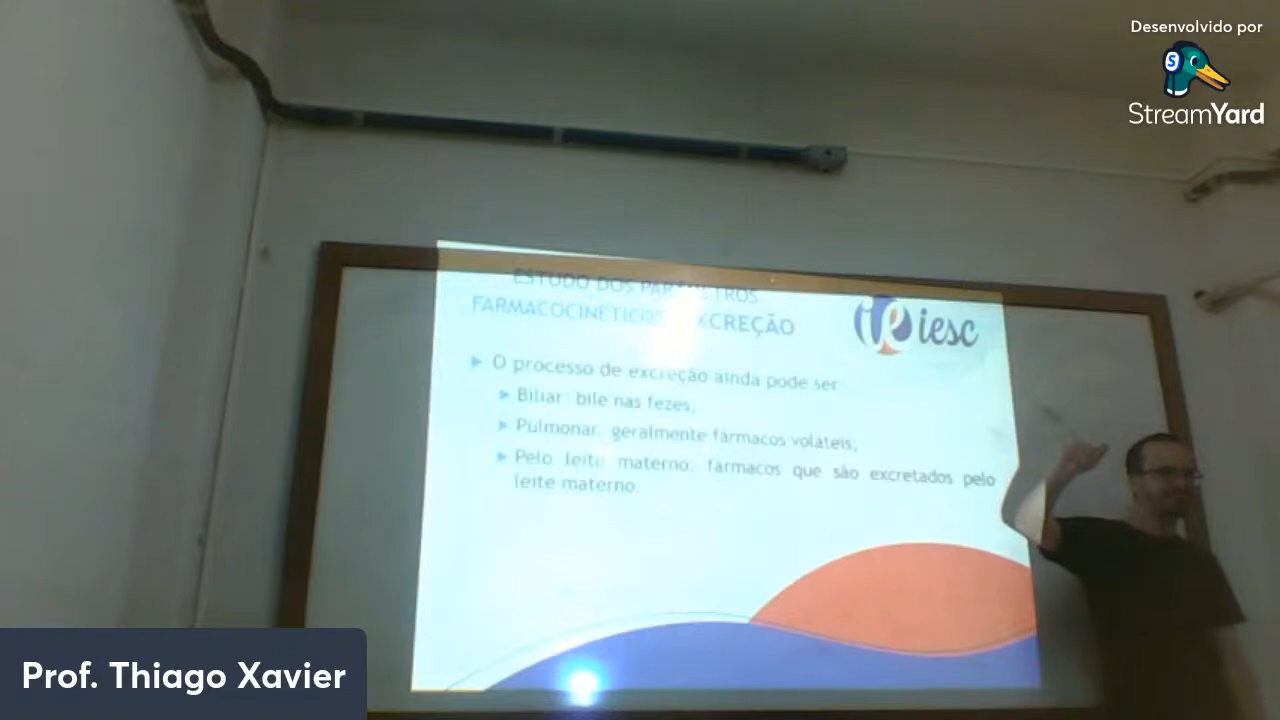 Desenvolvido por
StreamYard
ESTUDO DOS PARÂMETROS
FARMACOCINÉTICOS EXCREÇÃO
iesc
O processo de excreção ainda pode ser
Biliar: bile nas fezes;
Pulmonar: geralmente fármacos voláteis;
Pelo leite materno: fármacos que são excretados pelo
leite materno.
Prof. Thiago Xavier